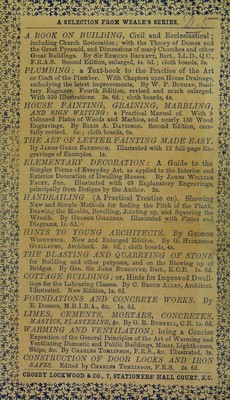 A SELECTION FROM WEALE'S SERIES.
A BOOK ON BUILDING, Civil and Ecclesiastical;
including Church Restoration; with the Theory of Domes and
the Great Pyramid, and Dimensions of many Churches and other
Great Buildings. By Sir EDMUND BECKETT, Bart., LL.D., Q.C.,
F.R.A.S. Second Edition, enlarged, 4s. 6d.; cloth boards, 5s.
PLUMBING: a Text-book to the Practice of the Art
or Craft of the Plumber. With Chapters upon House Drainage,
embodying the latest improvements. By W. P. BUCHAN, Sanitary
Engineer. Fourth Edition, revised and much enlarged.
With 330 Illustrations. 3s. 6d.; cloth boards, 4s.
HOUSE PAINTING, GRAINING, MARBLING,
AND SIGN WRITING: a Practical Manual of. With 9
Coloured Plates of Woods and Marbles, and nearly 150 Wood
Engravings. By ELLIS A. DAVIDSON. Second Edition, carefully
revised. 5s.; cloth boards, 6s.
THE ART OF LETTER PAINTING MADE EASY.
By JAMES GREIG BADENOCH. Illustrated with 12 full-page Engravings
of Examples. 1s.
ELEMENTARY DECORATION: A Guide to the
Simpler Forms of Everyday Art, as applied to the Interior and
Exterior Decoration of Dwelling Houses. By JAMES WILLIAM
FACEY, Jun. Illustrated with 68 Explanatory Engravings,
principally from Designs by the Author. 2s.
HANDRAILING (A Practical Treatise on). Showing
New and Simple Methods for finding the Pitch of the Plank,
Drawing the Moulds, Bevelling, Jointing up, and Squaring the
Wreath. By GEORGE COLLINGS. Illustrated with Plates and
Diagrams, 1s. 6d.
HINTS TO YOUNG ARCHITECTS. By GEORGE
WIGHTWICK. New and Enlarged Edition. By G. HUSKISSON
GUILLAUME, Architect. 3s. 6d.; cloth boards, 4s.
THE BLASTING AND QUARRYING OF STONE
for Building and other purposes, and on the Blowing up of
Bridges. By Gen. Sir JOHN BURGOYNE, Bart., K.C.B. 1s. 6d.
COTTAGE BUILDING; or, Hints for Improved Dwellings
for the Labouring Classes. By C. BRUCE ALLEN, Architect.
Illustrated. New Edition, 1s. 6d.
FOUNDATIONS AND CONCRETE WORKS. By
E. DOBSON, M.R.I.B.A., &c. 1s. 6d.
LIMES, CEMENTS, MORTARS, CONCRETES,
MASTICS, PLASTERING, &c. By G. R. BURNELL, C.E. 1s. 6d.
WARMING AND VENTILATION; being a Concise
Exposition of the General Principles of the Art of Warming and
Ventilating Domestic and Public Buildings, Mines, Lighthouses,
Ships, &c. By CHARLES TOMLINSON, F.R.S., &c. Illustrated. 3s.
CONSTRUCTION OF DOOR LOCKS AND IRON
SAFES. Edited by CHARLES TOMLINSON, F.R.S. 2s. 6d.
CROSBY LOCKWOOD & CO., 7, STATIONERS' HALL COURT, E.C.